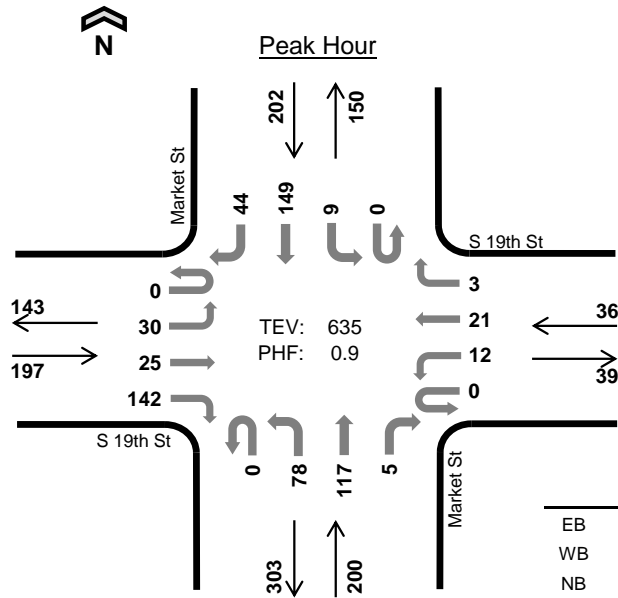 N
Peak Hour
202
150
Market St
44
149
9
0
S 19th St
0
30
25
142
3
21
12
0
143
197
36
39
TEV: 635
PHF: 0.9
S 19th St
0
78
117
5
Market St
303
200
EB
WB
NB